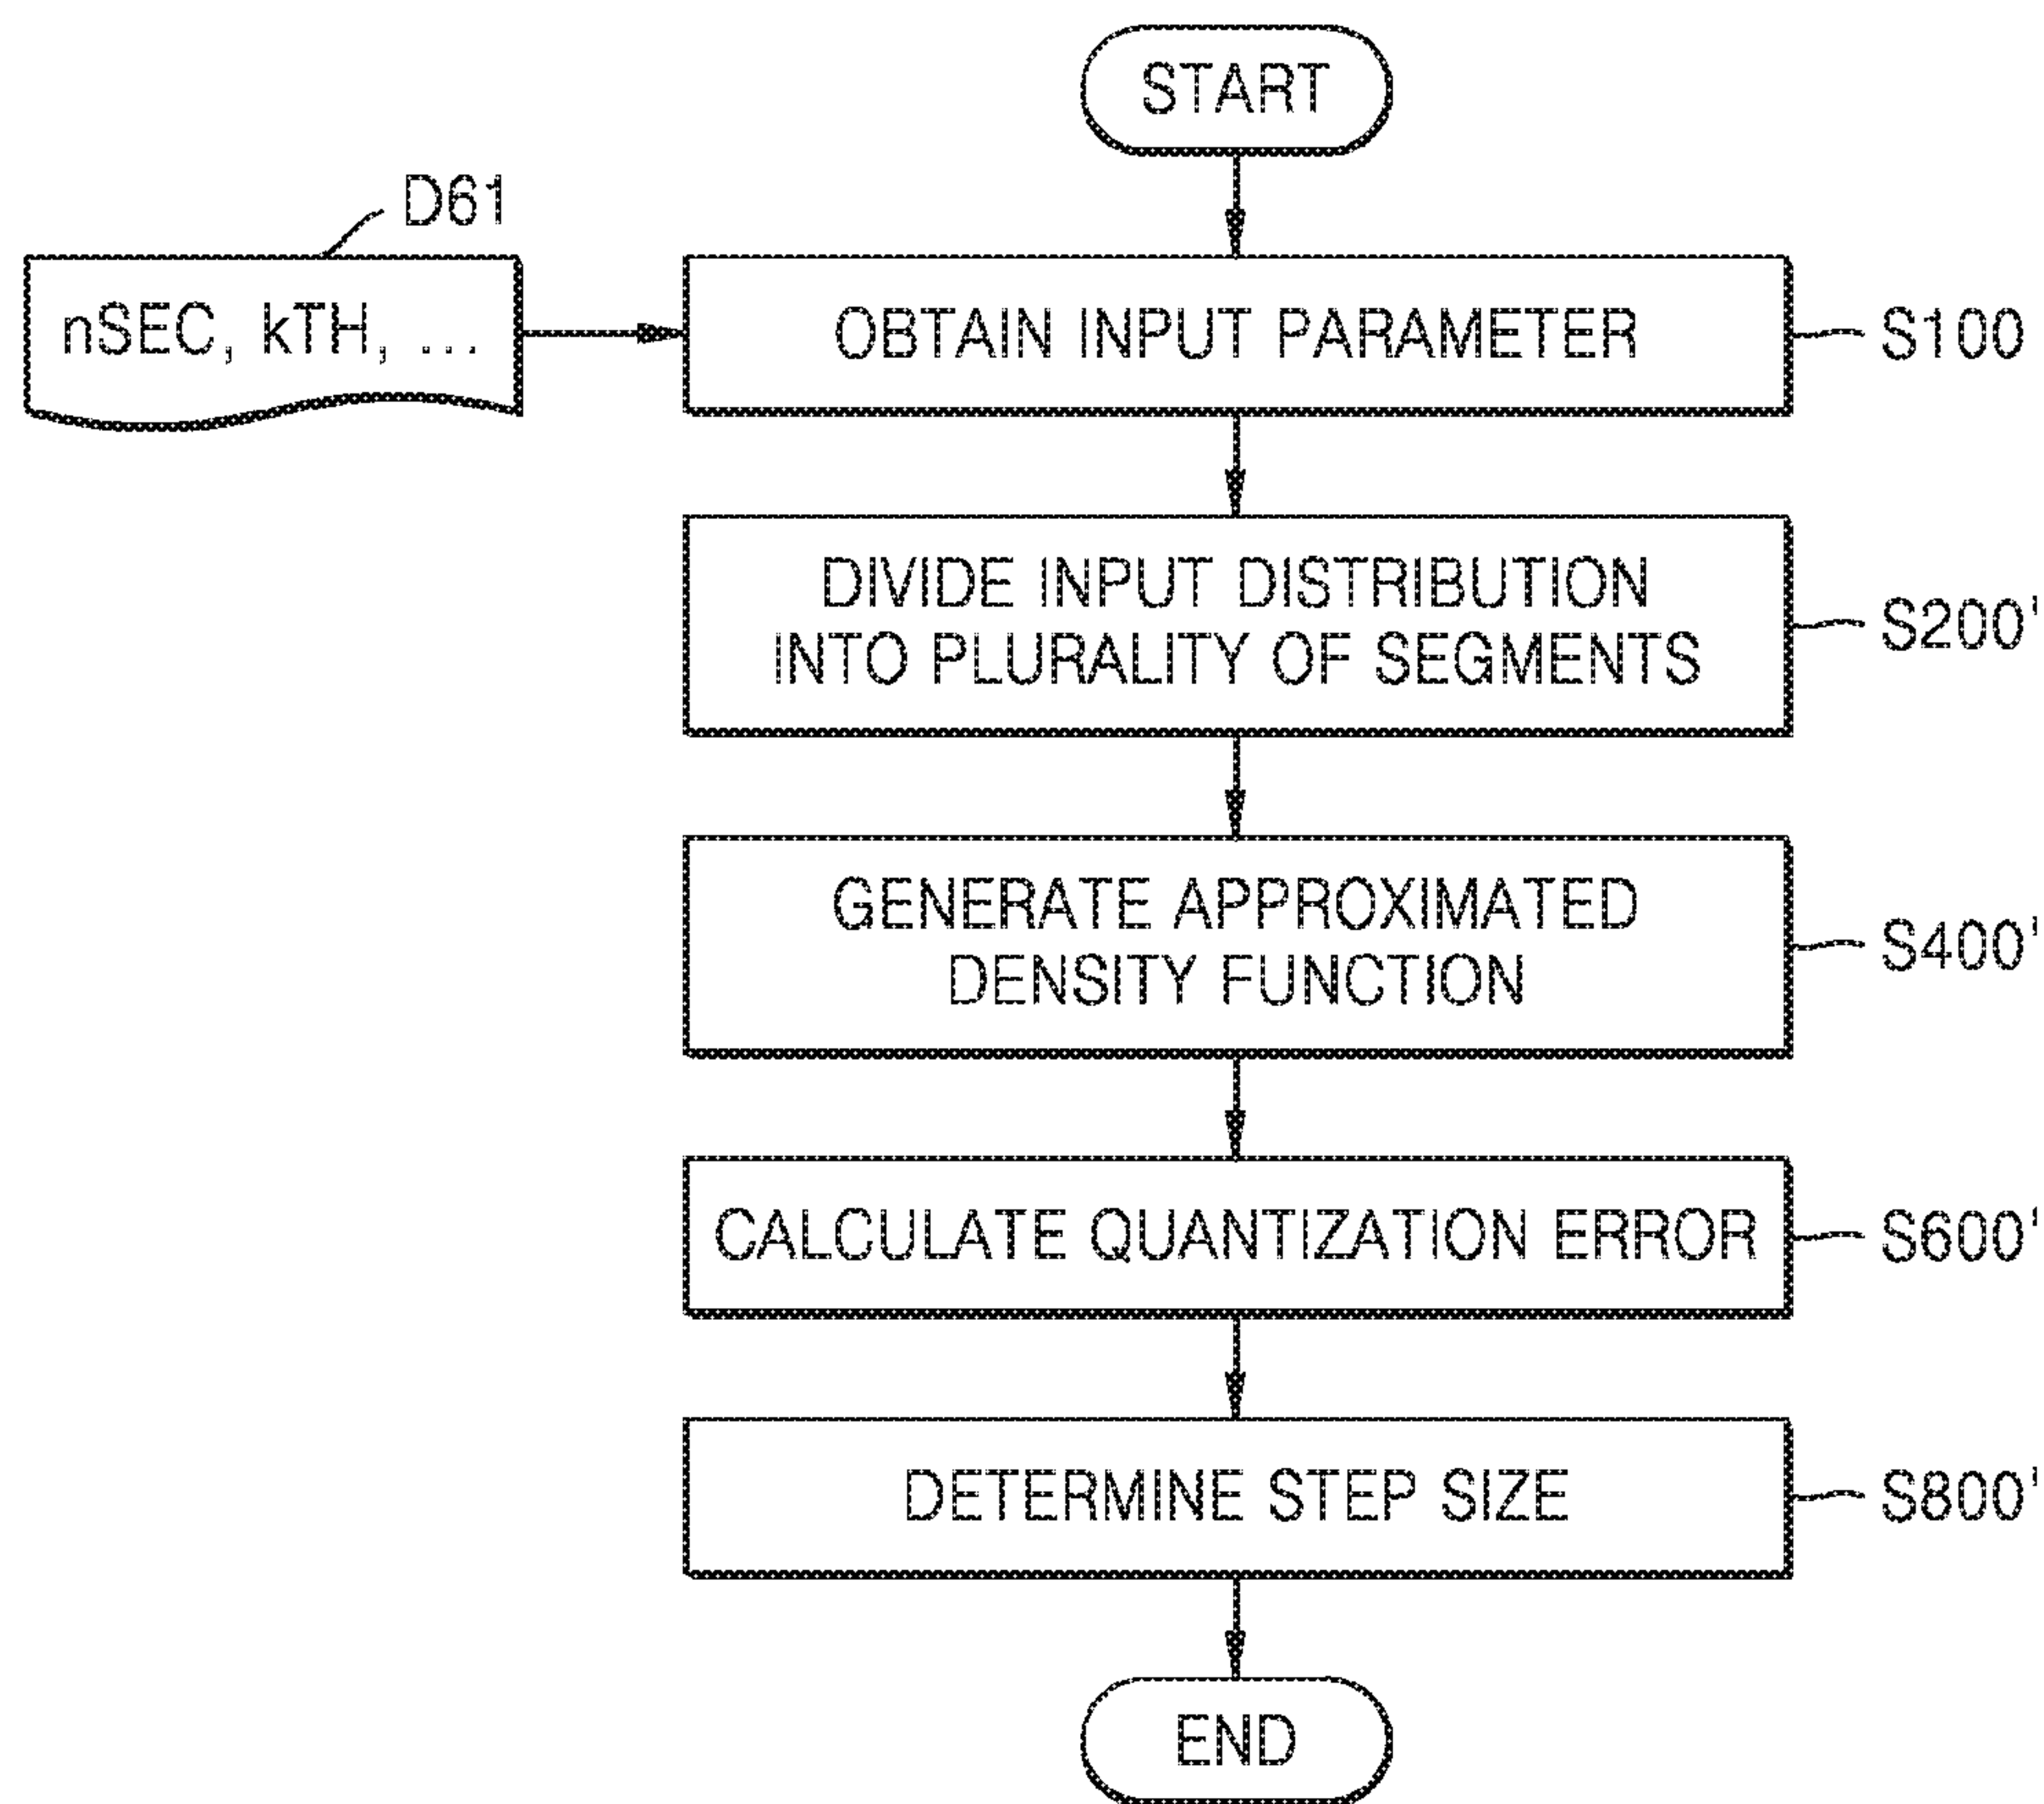 START
D61
nSEC, kTH, ...
OBTAIN INPUT PARAMETER
S100
DIVIDE INPUT DISTRIBUTION
INTO PLURALITY OF SEGMENTS
S200'
GENERATE APPROXIMATED
DENSITY FUNCTION
S400'
CALCULATE QUANTIZATION ERROR
S600'
DETERMINE STEP SIZE
S800'
END